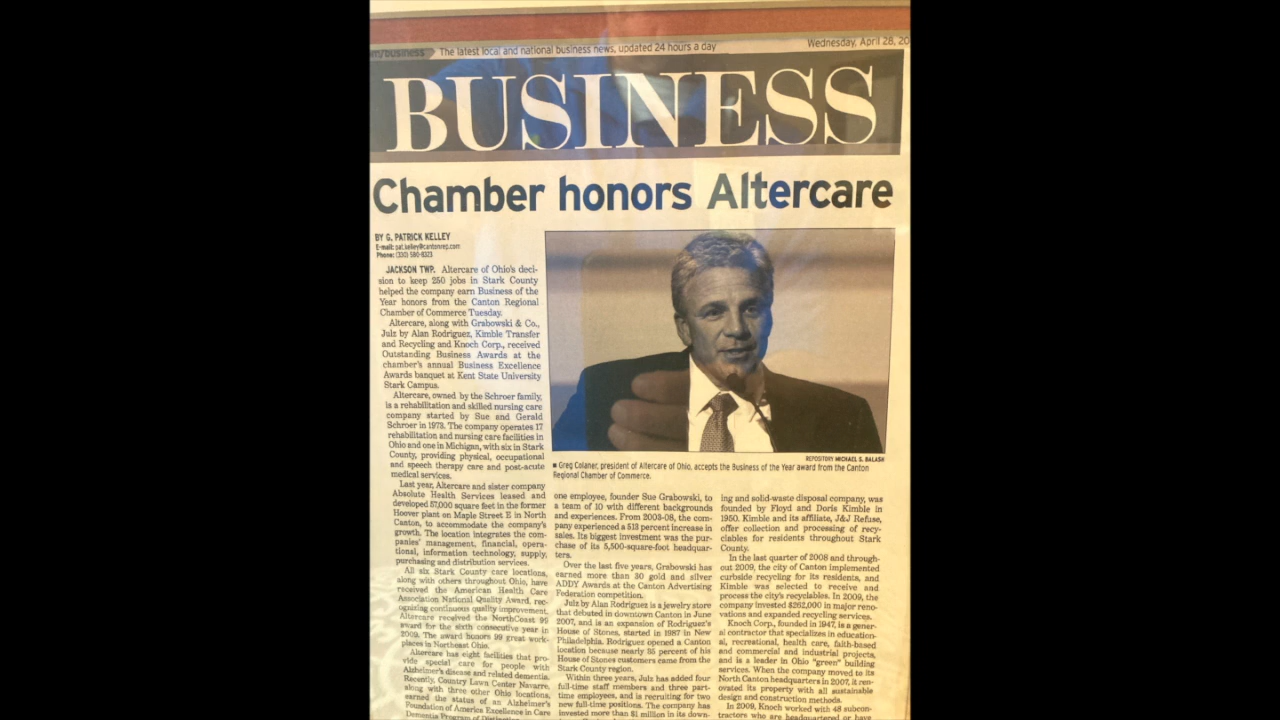 The latest local and national business news, updated 24 hours a day
Wednesday, April 28, 20
BUSINESS
Chamber honors Altercare
BY G. PATRICK KELLEY
E-mail: pat.kelley@cantonrep.com
Phone: (330) 580-8323
JACKSON TWP. Altercare of Ohio's deci-
sion to keep 250 jobs in Stark County
helped the company earn Business of the
Year honors from the Canton Regional
Chamber of Commerce Tuesday.
Altercare, along with Grabowski & Co.,
Julz by Alan Rodriguez, Kimble Transfer
and Recycling and Knoch Corp., received
Outstanding Business Awards at the
chamber's annual Business Excellence
Awards banquet at Kent State University
Stark Campus.
Altercare, owned by the Schroer family,
is a rehabilitation and skilled nursing care
company started by Sue and Gerald
Schroer in 1973. The company operates 17
rehabilitation and nursing care facilities in
Ohio and one in Michigan, with six in Stark
County, providing physical, occupational
and speech therapy care and post-acute
medical services.
Last year, Altercare and sister company
Absolute Health Services leased and
developed 57,000 square feet in the former
Hoover plant on Maple Street E in North
Canton, to accommodate the company's
growth. The location integrates the com-
panies' management, financial, opera-
tional, information technology, supply,
purchasing and distribution services.
All six Stark County care locations,
along with others throughout Ohio, have
received the American Health Care
Association National Quality Award, rec-
ognizing continuous quality improvement.
Altercare received the NorthCoast 99
award for the sixth consecutive year in
2009. The award honors 99 great work-
places in Northeast Ohio.
Altercare has eight facilities that pro-
vide special care for people with
Alzheimer's disease and related dementia.
Recently, Country Lawn Center Navarre,
along with three other Ohio locations,
earned the status of an Alzheimer's
Foundation of America Excellence in Care
Dementia Program of
REPOSITORY MICHAEL S. BALASH
■ Greg Colaner, president of Altercare of Ohio, accepts the Business of the Year award from the Canton
Regional Chamber of Commerce.
one employee, founder Sue Grabowski, to
a team of 10 with different backgrounds
and experiences. From 2003-08, the com-
pany experienced a 513 percent increase in
sales. Its biggest investment was the pur-
chase of its 5,500-square-foot headquar-
ters.
Over the last five years, Grabowski has
earned more than 30 gold and silver
ADDY Awards at the Canton Advertising
Federation competition.
Julz by Alan Rodriguez is a jewelry store
that debuted in downtown Canton in June
2007, and is an expansion of Rodriguez's
House of Stones, started in 1987 in New
Philadelphia. Rodriguez opened a Canton
location because nearly 35 percent of his
House of Stones customers came from the
Stark County region.
Within three years, Julz has added four
full-time staff members and three part-
time employees, and is recruiting for two
new full-time positions. The company has
invested more than $1 million in its down-
ing and solid-waste disposal company, was
founded by Floyd and Doris Kimble in
1950. Kimble and its affiliate, J&J Refuse,
offer collection and processing of recy-
clables for residents throughout Stark
County.
In the last quarter of 2008 and through-
out 2009, the city of Canton implemented
curbside recycling for its residents, and
Kimble was selected to receive and
process the city's recyclables. In 2009, the
company invested $262,000 in major reno-
vations and expanded recycling services.
Knoch Corp., founded in 1947, is a gener-
al contractor that specializes in education-
al, recreational, health care, faith-based
and commercial and industrial projects,
and is a leader in Ohio "green" building
services. When the company moved to its
North Canton headquarters in 2007, it ren-
ovated its property with all sustainable
design and construction methods.
In 2009, Knoch worked with 48 subcon-
tractors who are headquartered or have